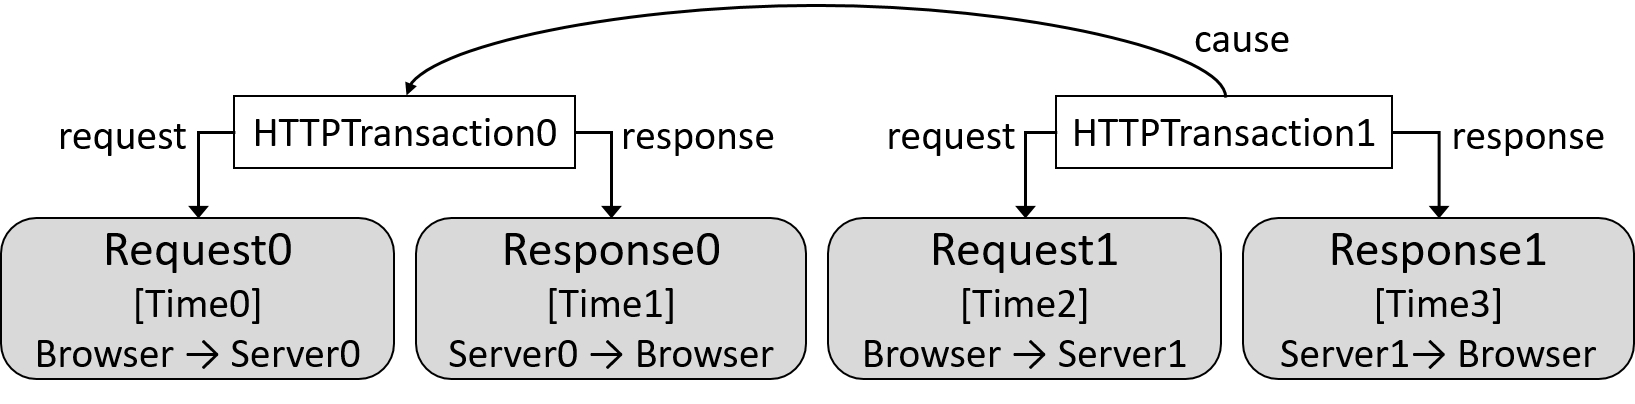 cause
request
HTTPTransaction0
response
request
HTTPTransaction1
response
Request0
[Time0]
Browser → Server0
Response0
[Time1]
Server0 → Browser
Request1
[Time2]
Browser → Server1
Response1
[Time3]
Server1→ Browser